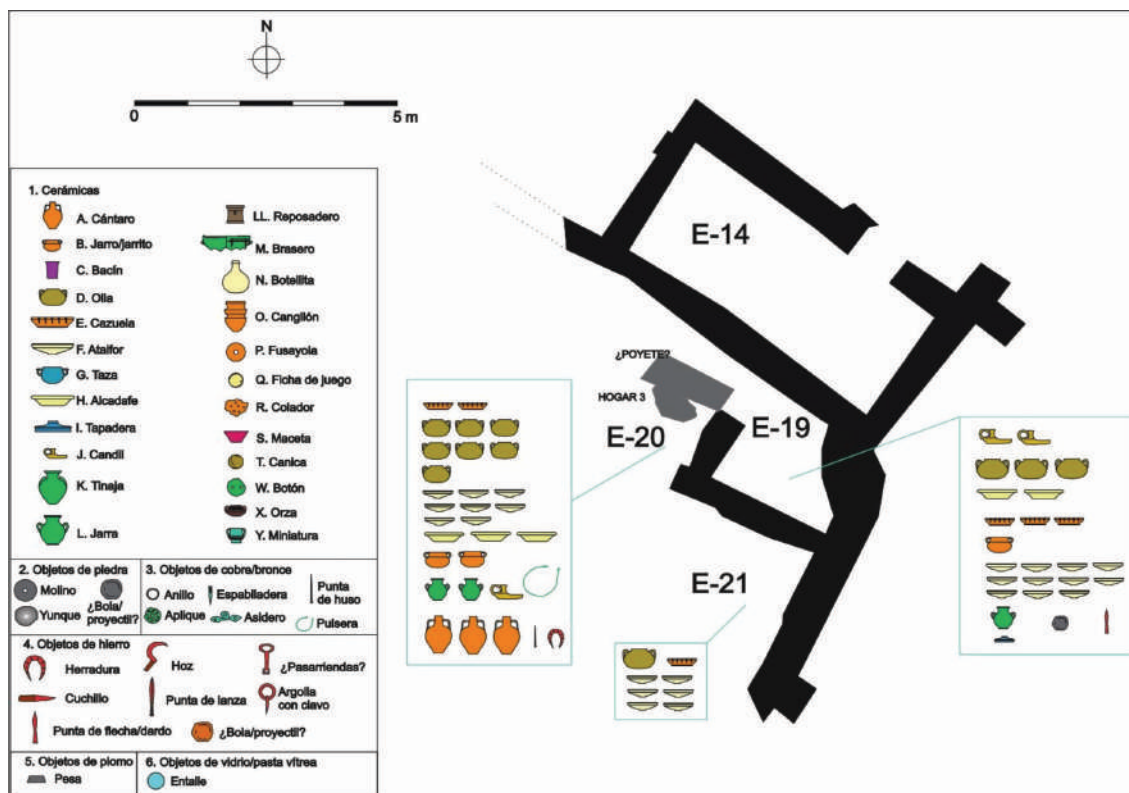 N
0
5 m
1. Cerámicas
A. Cántaro
B. Jarro/jarrito
C. Bacín
D. Olla
E. Cazuela
F. Ataifor
G. Taza
H. Alcadafe
I. Tapadera
J. Candil
K. Tinaja
L. Jarra
LL. Reposadero
M. Brasero
N. Botellita
O. Cangilón
P. Fusayola
Q. Ficha de juego
R. Colador
S. Maceta
T. Canica
W. Botón
X. Orza
Y. Miniatura
2. Objetos de piedra
Molino
Yunque
¿Bola/
proyectil?
3. Objetos de cobre/bronce
Anillo
Espabiladera
Punta
de huso
Aplique
Asidero
Pulsera
4. Objetos de hierro
Herradura
Hoz
¿Pasarriendas?
Cuchillo
Punta de lanza
Argolla
con clavo
Punta de flecha/dardo
¿Bola/proyectil?
5. Objetos de plomo
Pesa
6. Objetos de vidrio/pasta vítrea
Entalle
E-14
¿POYETE?
HOGAR 3
E-19
E-20
E-21